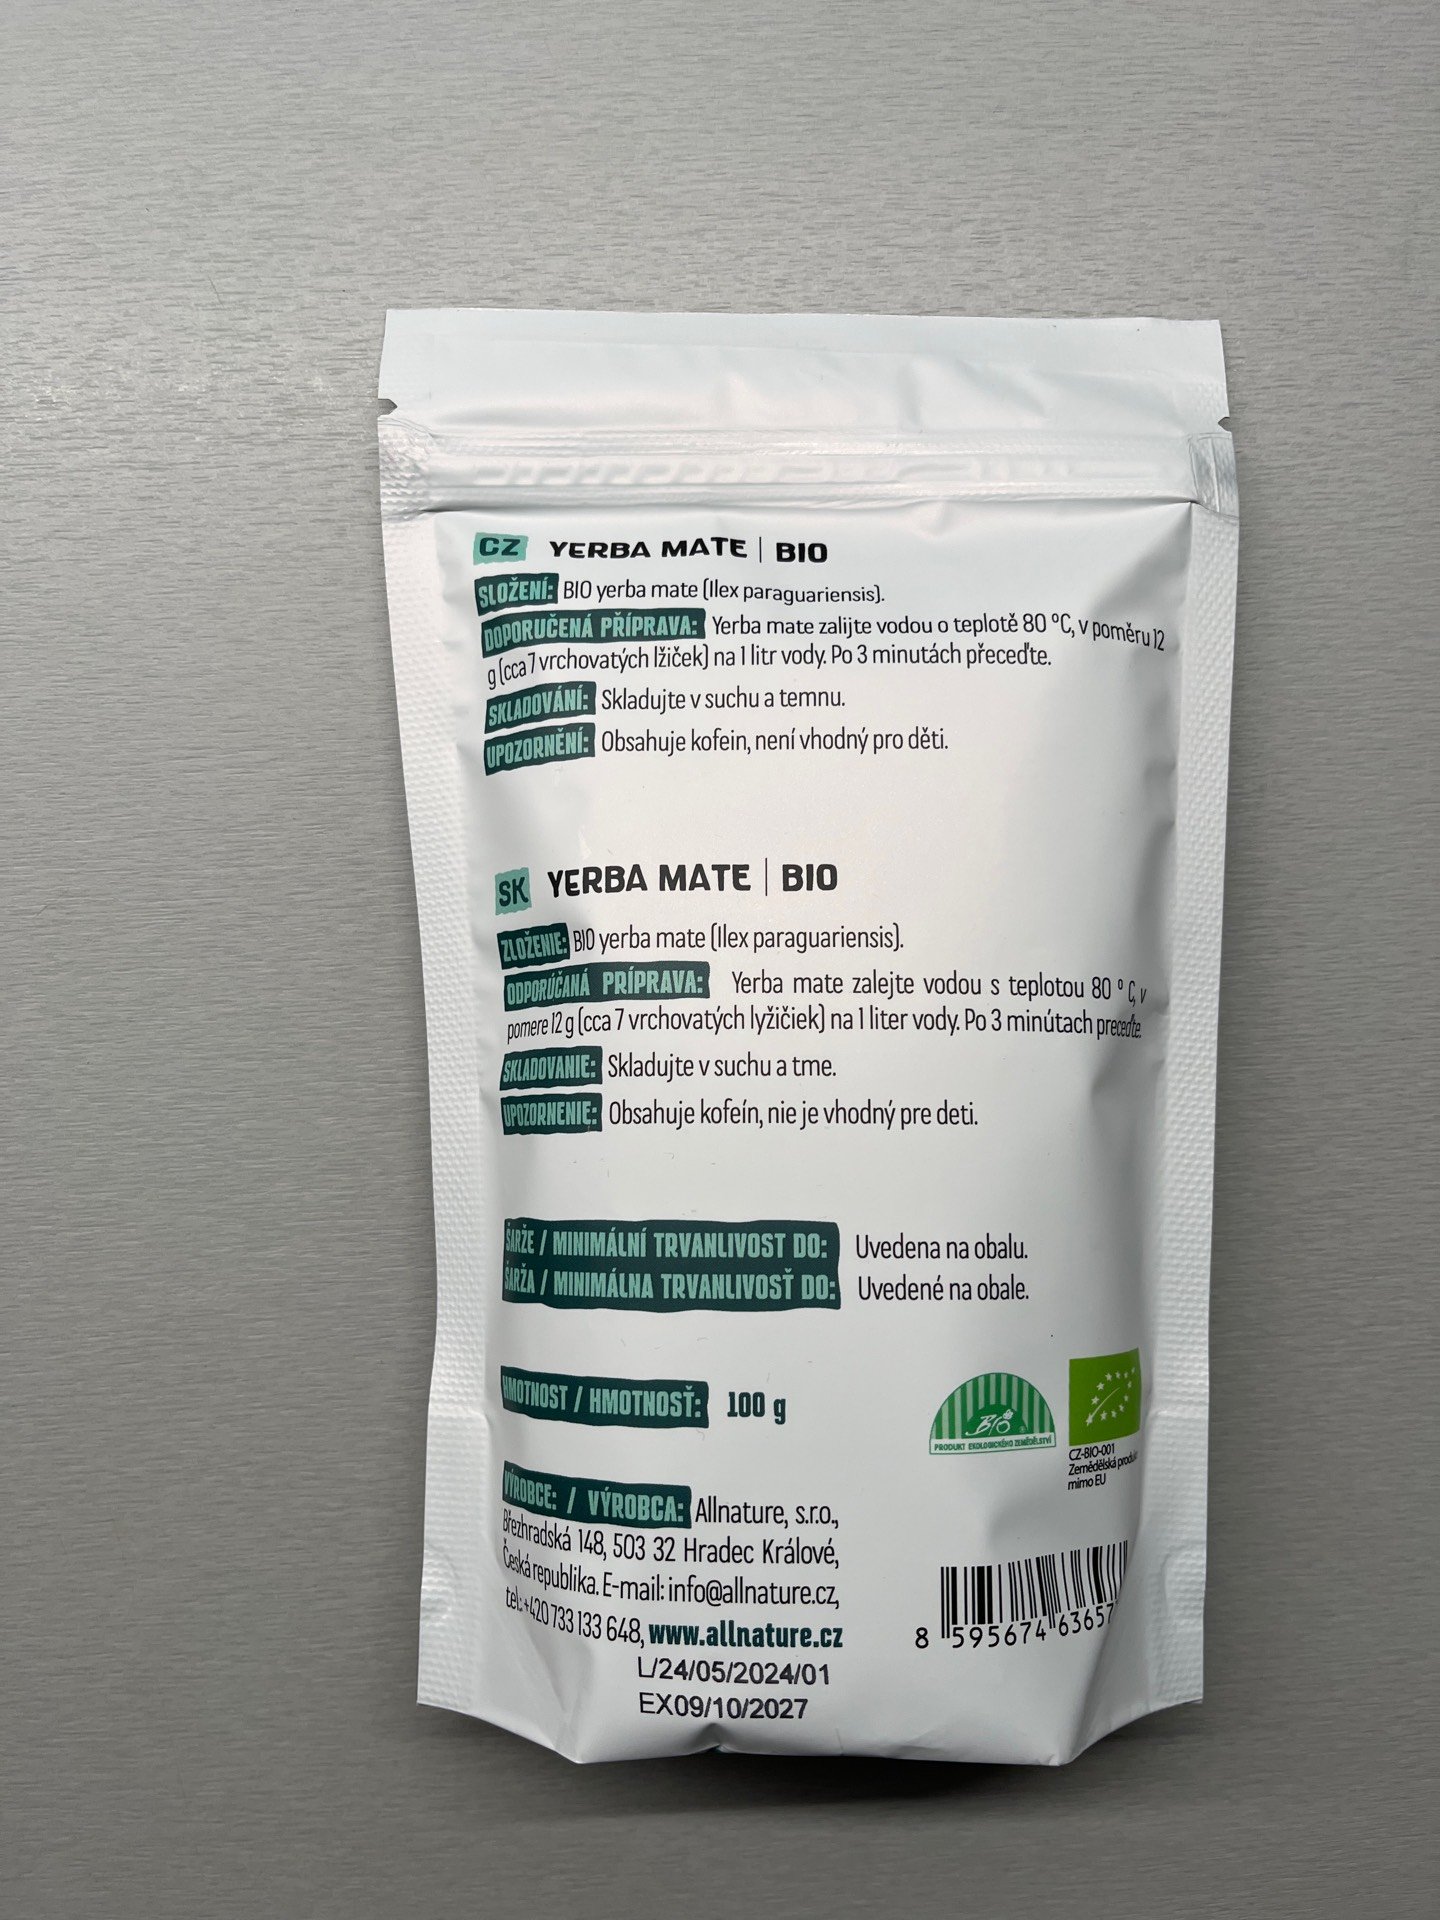 CZ YERBA MATE | BIO
SLOŽENÍ: BIO yerba mate (Ilex paraguariensis).
DOPORUČENÁ PŘÍPRAVA: Yerba mate zalijte vodou o teplotě 80 °C, v poměru 12
g (cca 7 vrchovatých lžiček) na 1 litr vody. Po 3 minutách přeceďte.
SKLADOVÁNÍ: Skladujte v suchu a temnu.
UPOZORNĚNÍ: Obsahuje kofein, není vhodný pro děti.
SK YERBA MATE | BIO
ZLOŽENIE: BIO yerba mate (Ilex paraguariensis).
ODPORÚČANÁ PRÍPRAVA: Yerba mate zalejte vodou s teplotou 80 ° C, v
pomere 12 g (cca 7 vrchovatých lyžičiek) na 1 liter vody. Po 3 minútach preceďte.
SKLADOVANIE: Skladujte v suchu a tme.
UPOZORNENIE: Obsahuje kofeín, nie je vhodný pre deti.
ŠARŽE / MINIMÁLNÍ TRVANLIVOST DO: Uvedena na obalu.
ŠARŽA / MINIMÁLNA TRVANLIVOSŤ DO: Uvedené na obale.
HMOTNOST / HMOTNOSŤ: 100 g
BIO
PRODUKT EKOLOGICKÉHO ZEMĚDĚLSTVÍ
CZ-BIO-001
Zemědělská
mimo EU
VÝROBCE: / VÝROBCA: Allnature, s.r.o.,
Březhradská 148, 503 32 Hradec Králové,
Česká republika. E-mail: info@allnature.cz,
tel.: +420 733 133 648, www.allnature.cz
8 595674 63657
L/24/05/2024/01
EX09/10/2027